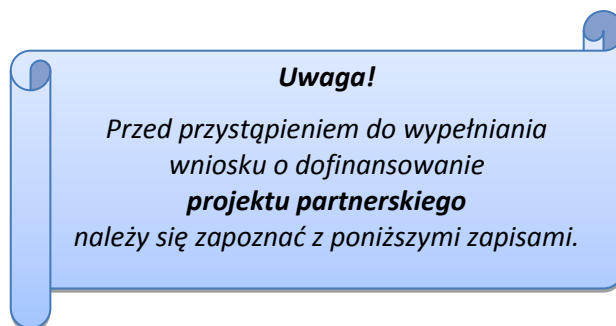 Uwaga!
Przed przystąpieniem do wypełniania
wniosku o dofinansowanie
projektu partnerskiego
należy się zapoznać z poniższymi zapisami.